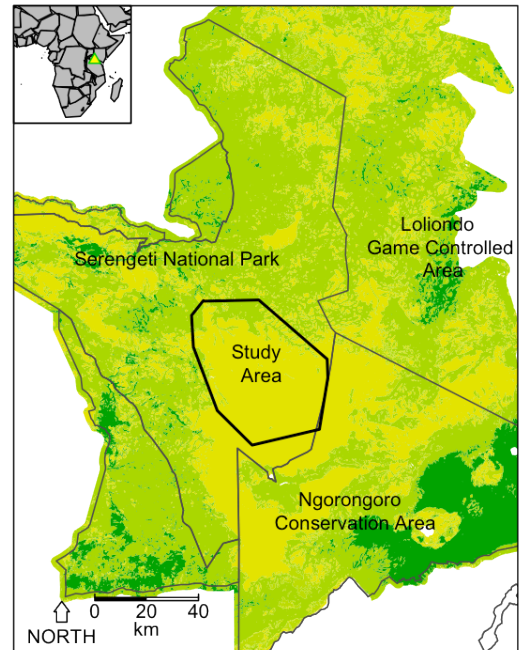 Loliondo
Game Controlled
Area
Serengeti National Park
Study
Area
Ngorongoro
Conservation Area
NORTH
0 20 40
km